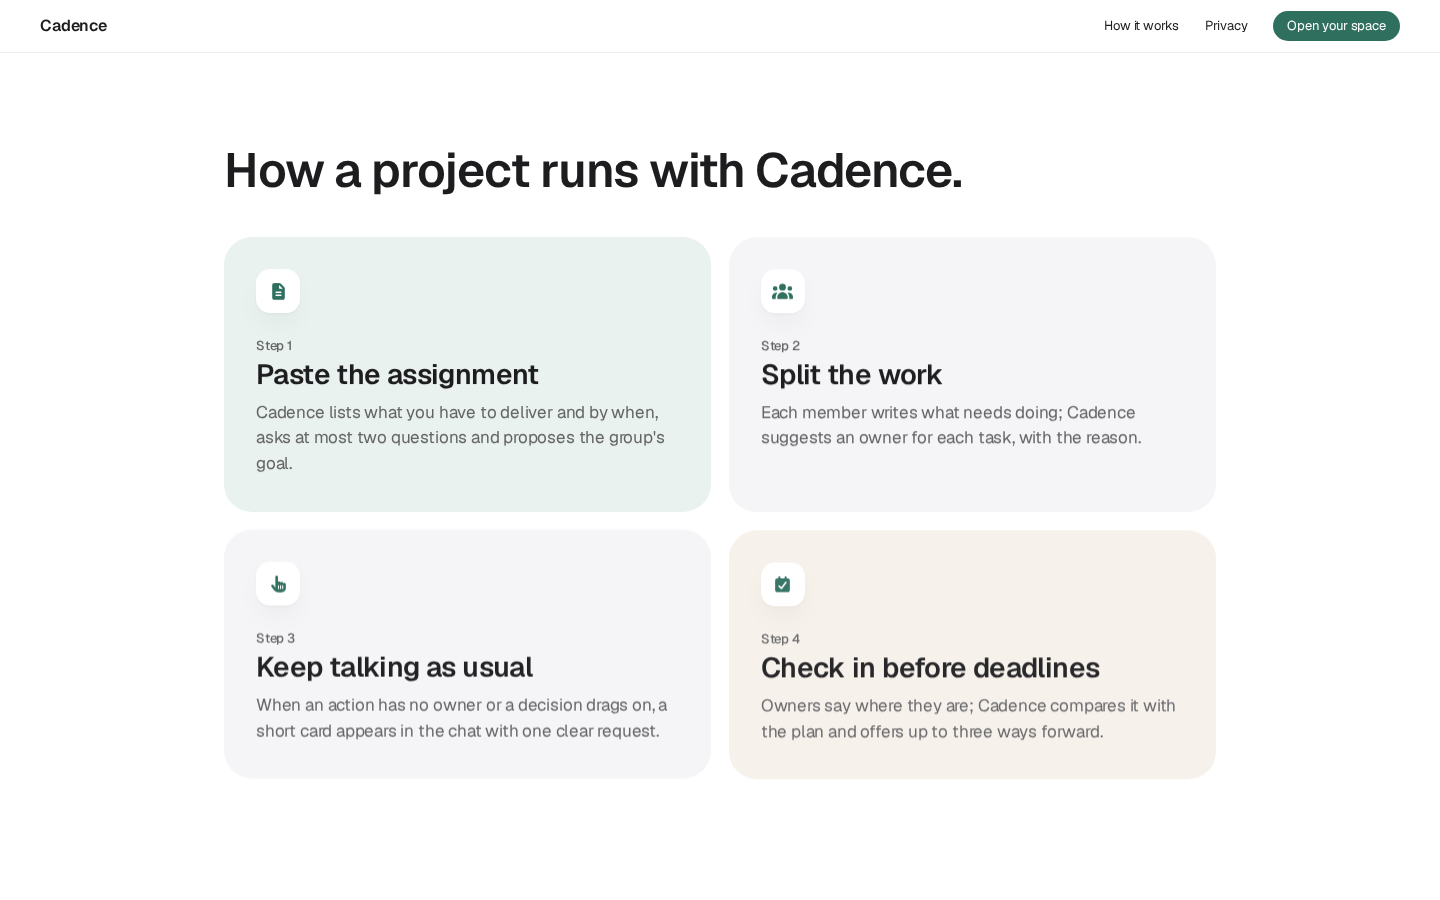 Cadence
How it works
Privacy
Open your space
How a project runs with Cadence.
Step 1
Paste the assignment
Cadence lists what you have to deliver and by when,
asks at most two questions and proposes the group's
goal.
Step 2
Split the work
Each member writes what needs doing; Cadence
suggests an owner for each task, with the reason.
Step 3
Keep talking as usual
When an action has no owner or a decision drags on, a
short card appears in the chat with one clear request.
Step 4
Check in before deadlines
Owners say where they are; Cadence compares it with
the plan and offers up to three ways forward.